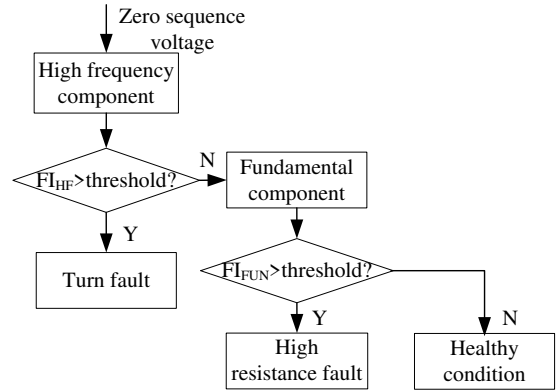 Zero sequence
voltage
High frequency
component
FI_HF>threshold?
N
Fundamental
component
Y
Turn fault
FI_FUN>threshold?
Y
N
High
resistance fault
Healthy
condition